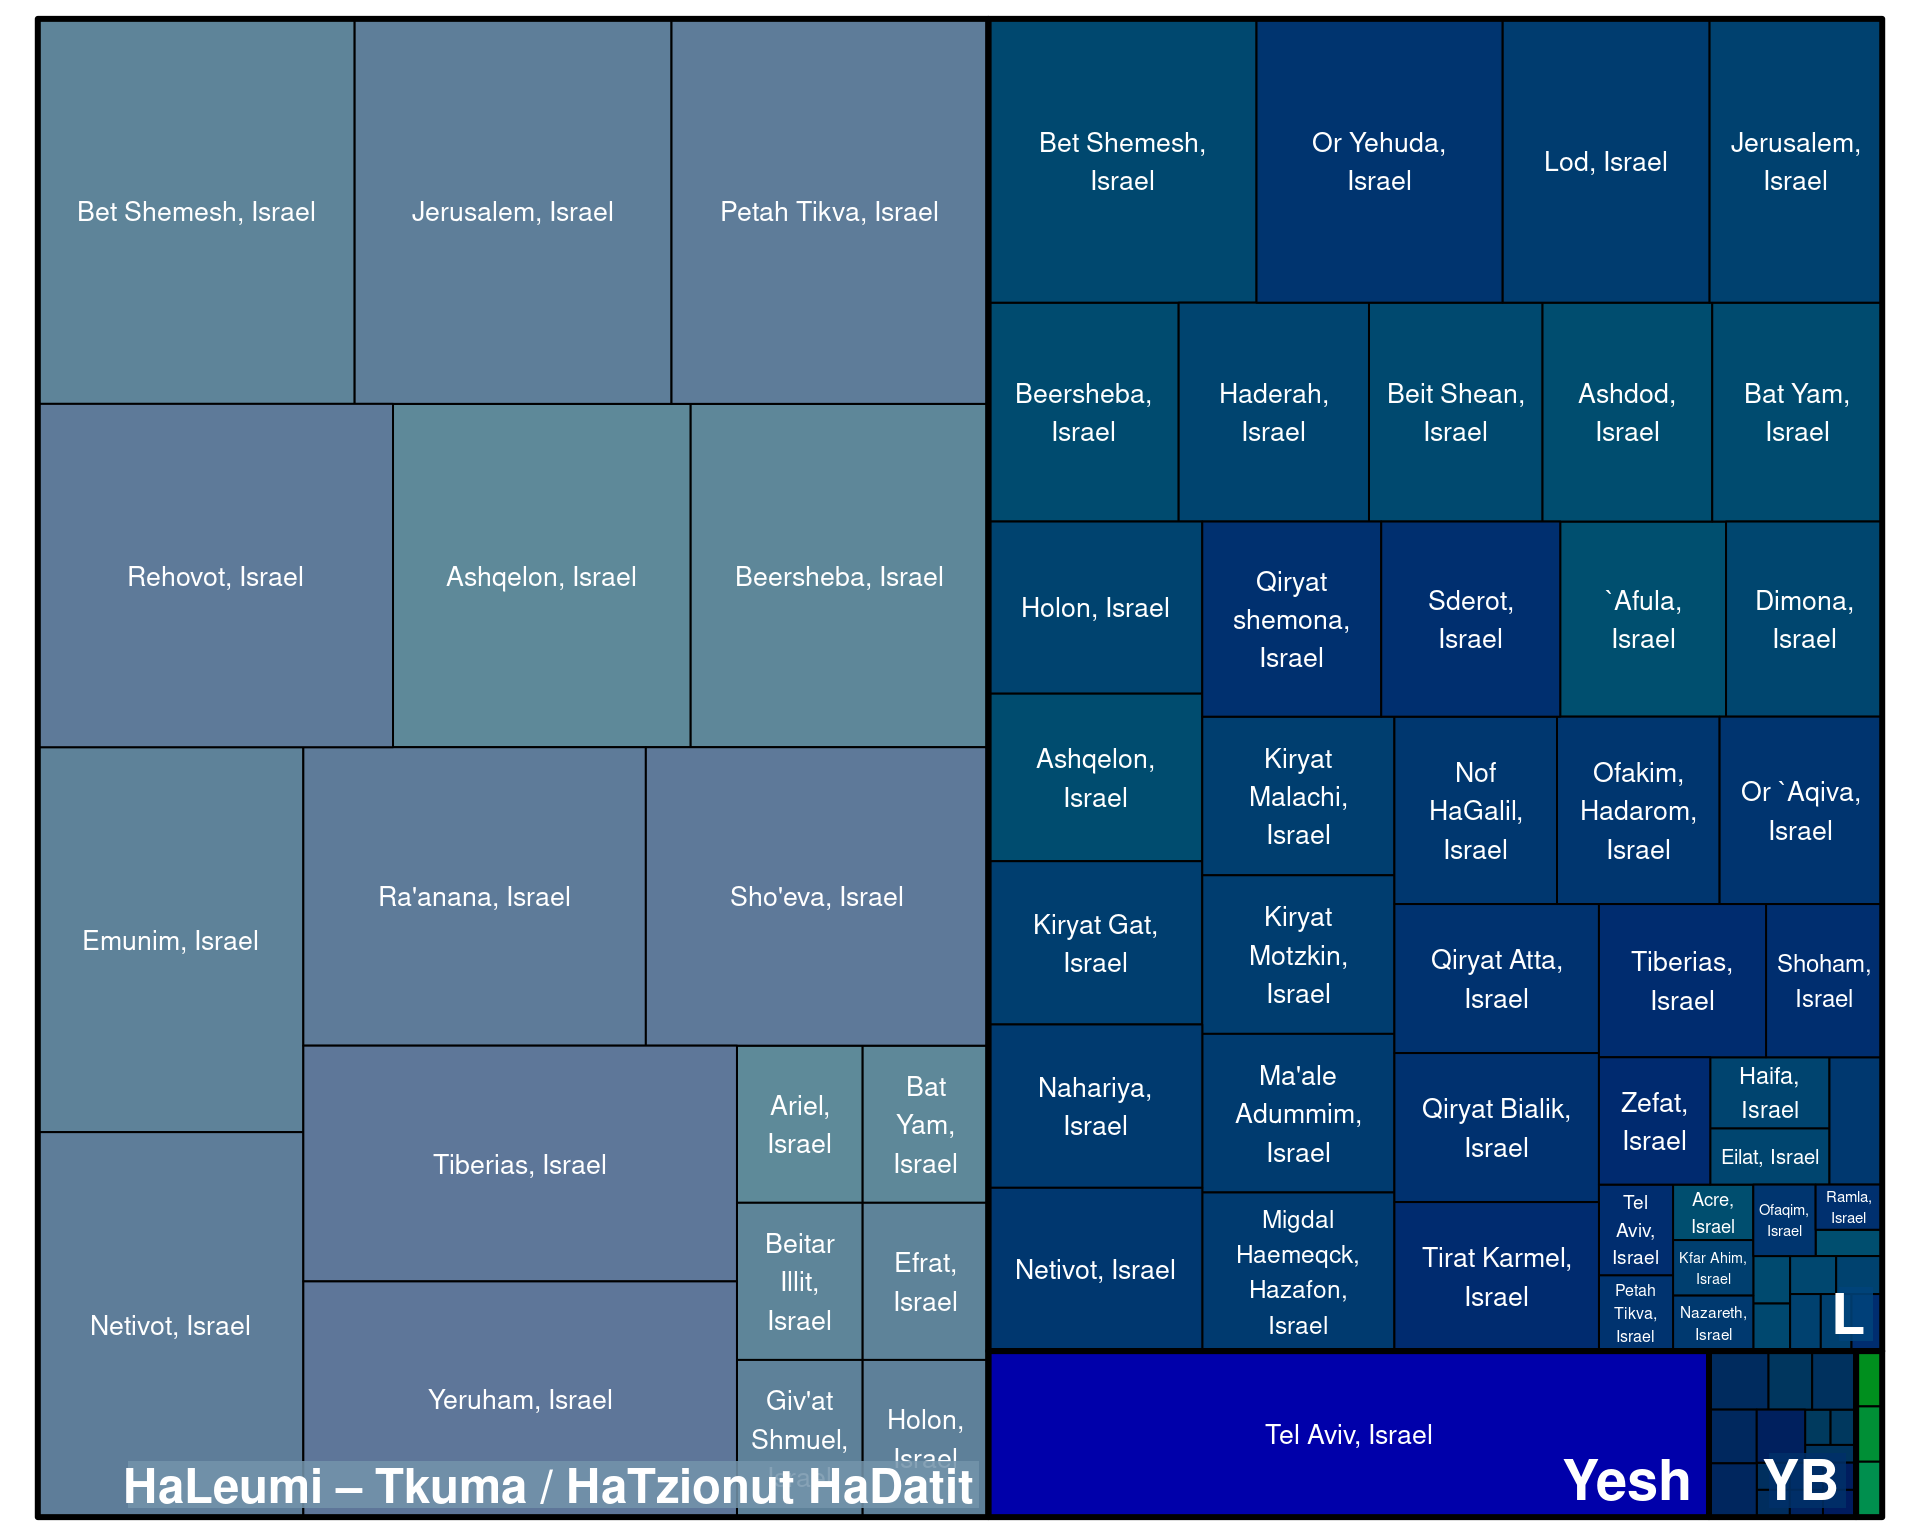 Bet Shemesh, Israel
Jerusalem, Israel
Petah Tikva, Israel
Rehovot, Israel
Ashqelon, Israel
Beersheba, Israel
Emunim, Israel
Ra'anana, Israel
Sho'eva, Israel
Netivot, Israel
Tiberias, Israel
Yeruham, Israel
Ariel,
Israel
Bat
Yam,
Israel
Beitar
Illit,
Israel
Efrat,
Israel
Giv'at
Shmuel,
Israel
Holon,
Israel
HaLeumi – Tkuma / HaTzionut HaDatit
Bet Shemesh,
Israel
Or Yehuda,
Israel
Lod, Israel
Jerusalem,
Israel
Beersheba,
Israel
Haderah,
Israel
Beit Shean,
Israel
Ashdod,
Israel
Bat Yam,
Israel
Holon, Israel
Qiryat
shemona,
Israel
Sderot,
Israel
`Afula,
Israel
Dimona,
Israel
Ashqelon,
Israel
Kiryat
Malachi,
Israel
Nof
HaGalil,
Israel
Ofakim,
Hadarom,
Israel
Or `Aqiva,
Israel
Kiryat Gat,
Israel
Kiryat
Motzkin,
Israel
Qiryat Atta,
Israel
Tiberias,
Israel
Shoham,
Israel
Nahariya,
Israel
Ma'ale
Adummim,
Israel
Qiryat Bialik,
Israel
Zefat,
Israel
Haifa,
Israel
Eilat, Israel
Netivot, Israel
Migdal
Haemeqck,
Hazafon,
Israel
Tirat Karmel,
Israel
Tel
Aviv,
Israel
Petah
Tikva,
Israel
Acre,
Israel
Kfar Ahim,
Israel
Nazareth,
Israel
Ofaqim,
Israel
Ramla,
Israel
L
Tel Aviv, Israel
Yesh
YB